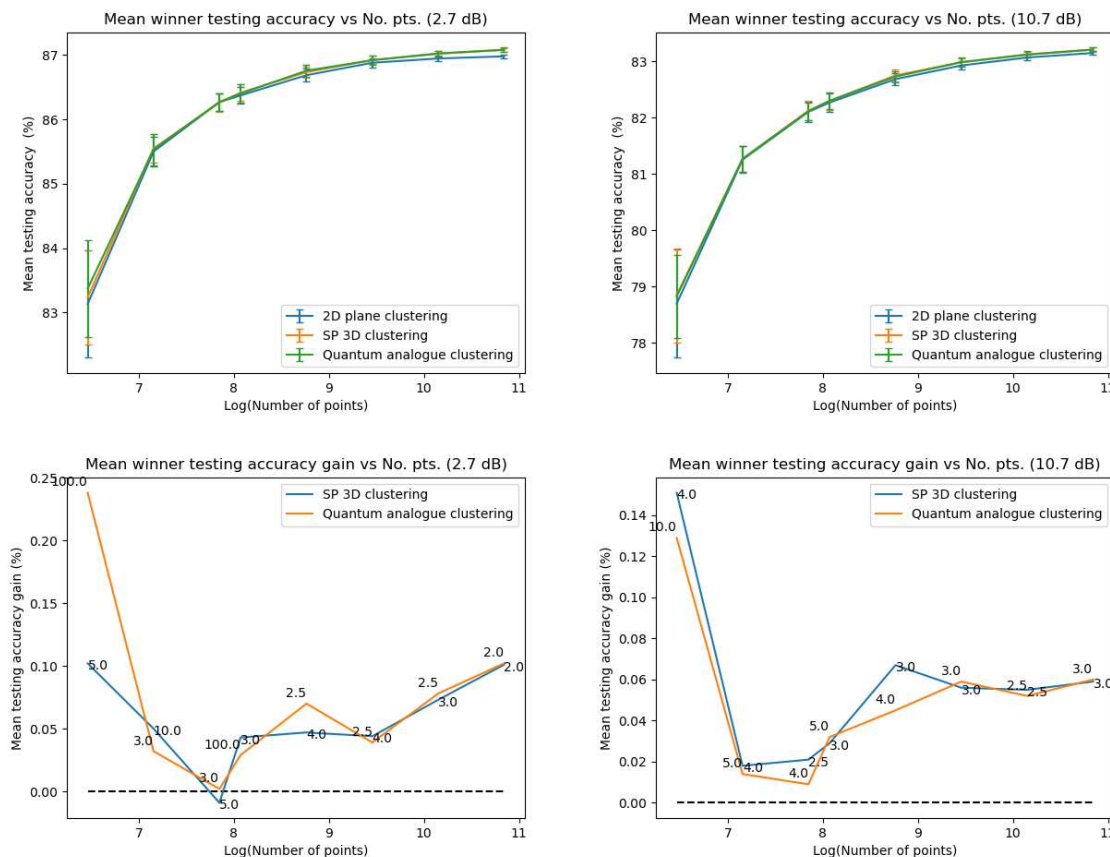 Mean winner testing accuracy vs No. pts. (2.7 dB)
87
86
85
84
83
Mean testing accuracy (%)
2D plane clustering
SP 3D clustering
Quantum analogue clustering
7 8 9 10 11
Log(Number of points)
Mean winner testing accuracy vs No. pts. (10.7 dB)
83
82
81
80
79
78
Mean testing accuracy (%)
2D plane clustering
SP 3D clustering
Quantum analogue clustering
7 8 9 10 11
Log(Number of points)
Mean winner testing accuracy gain vs No. pts. (2.7 dB)
0.25
0.20
0.15
0.10
0.05
0.00
Mean testing accuracy gain (%)
SP 3D clustering
Quantum analogue clustering
100.0
5.0
10.0
3.0
3.0
5.0
100.0
3.0
2.5
4.0
2.5
4.0
2.5
3.0
2.0
2.0
7 8 9 10 11
Log(Number of points)
Mean winner testing accuracy gain vs No. pts. (10.7 dB)
0.14
0.12
0.10
0.08
0.06
0.04
0.02
0.00
Mean testing accuracy gain (%)
SP 3D clustering
Quantum analogue clustering
4.0
10.0
5.0
4.0
2.5
4.0
5.0
3.0
3.0
4.0
3.0
3.0
2.5
2.5
3.0
3.0
7 8 9 10 11
Log(Number of points)